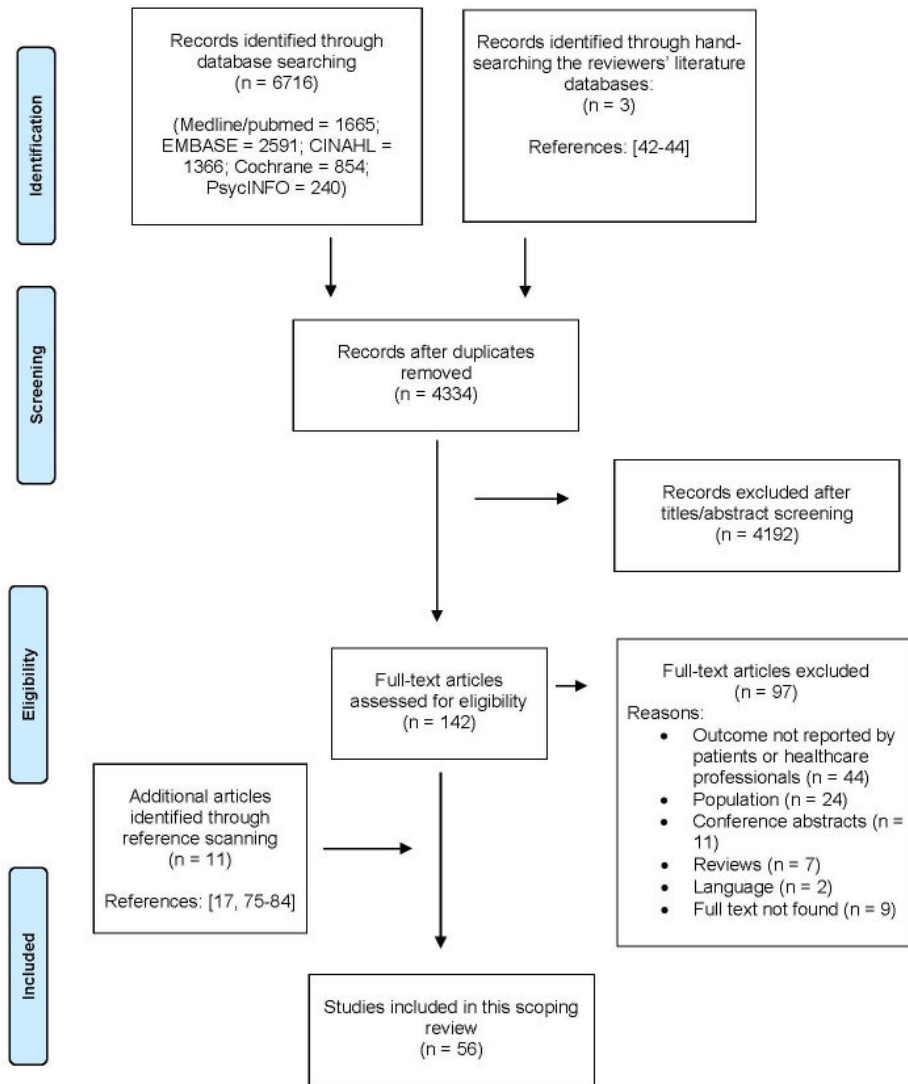 Identification
Records identified through
database searching
(n = 6716)
(Medline/pubmed = 1665;
EMBASE = 2591; CINAHL =
1366; Cochrane = 854;
PsycINFO = 240)
Records identified through hand-
searching the reviewers' literature
databases:
(n = 3)
References: [42-44]
Screening
Records after duplicates
removed
(n = 4334)
Records excluded after
titles/abstract screening
(n = 4192)
Eligibility
Full-text articles
assessed for eligibility
(n = 142)
Full-text articles excluded
(n = 97)
Reasons:
• Outcome not reported by
patients or healthcare
professionals (n = 44)
• Population (n = 24)
• Conference abstracts (n =
11)
• Reviews (n = 7)
• Language (n = 2)
• Full text not found (n = 9)
Additional articles
identified through
reference scanning
(n = 11)
References: [17, 75-84]
Included
Studies included in this scoping
review
(n = 56)